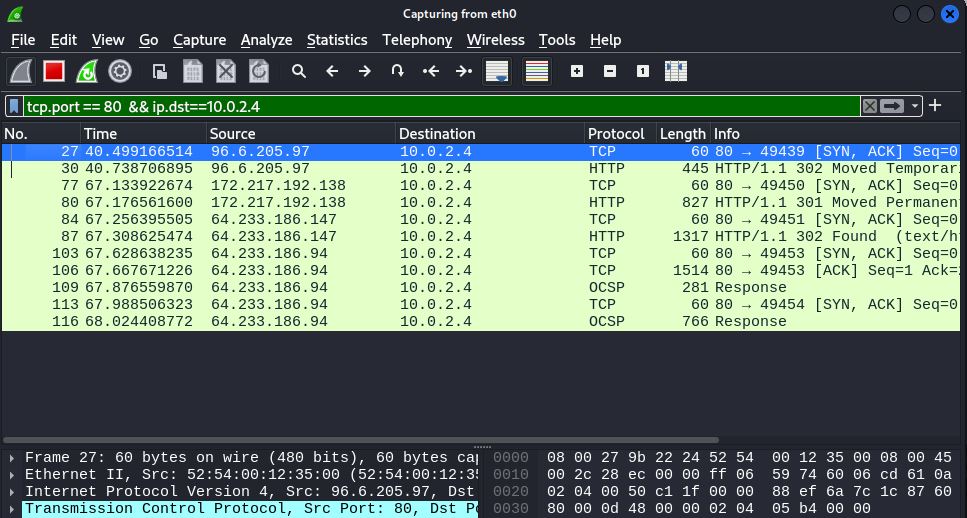 Capturing from eth0
File Edit View Go Capture Analyze Statistics Telephony Wireless Tools Help
tcp.port == 80 && ip.dst==10.0.2.4
No. Time Source Destination Protocol Length Info
27 40.499166514 96.6.205.97 10.0.2.4 TCP 60 80 → 49439 [SYN, ACK] Seq=0
30 40.738706895 96.6.205.97 10.0.2.4 HTTP 445 HTTP/1.1 302 Moved Temporar
77 67.133922674 172.217.192.138 10.0.2.4 TCP 60 80 → 49450 [SYN, ACK] Seq=0
80 67.176561600 172.217.192.138 10.0.2.4 HTTP 827 HTTP/1.1 301 Moved Permanen
84 67.256395505 64.233.186.147 10.0.2.4 TCP 60 80 → 49451 [SYN, ACK] Seq=0
87 67.308625474 64.233.186.147 10.0.2.4 HTTP 1317 HTTP/1.1 302 Found (text/h
103 67.628638235 64.233.186.94 10.0.2.4 TCP 60 80 → 49453 [SYN, ACK] Seq=0
106 67.667671226 64.233.186.94 10.0.2.4 TCP 1514 80 → 49453 [ACK] Seq=1 Ack=
109 67.876559870 64.233.186.94 10.0.2.4 OCSP 281 Response
113 67.988506323 64.233.186.94 10.0.2.4 TCP 60 80 → 49454 [SYN, ACK] Seq=0
116 68.024408772 64.233.186.94 10.0.2.4 OCSP 766 Response
Frame 27: 60 bytes on wire (480 bits), 60 bytes cap 0000 08 00 27 9b 22 24 52 54 00 12 35 00 08 00 45
Ethernet II, Src: 52:54:00:12:35:00 (52:54:00:12:35 0010 00 2c 28 ec 00 00 ff 06 59 74 60 06 cd 61 0a
Internet Protocol Version 4, Src: 96.6.205.97, Dst 0020 02 04 00 50 c1 1f 00 00 88 ef 6a 7c 1c 87 60
Transmission Control Protocol, Src Port: 80, Dst Po 0030 80 00 0d 48 00 00 02 04 05 b4 00 00